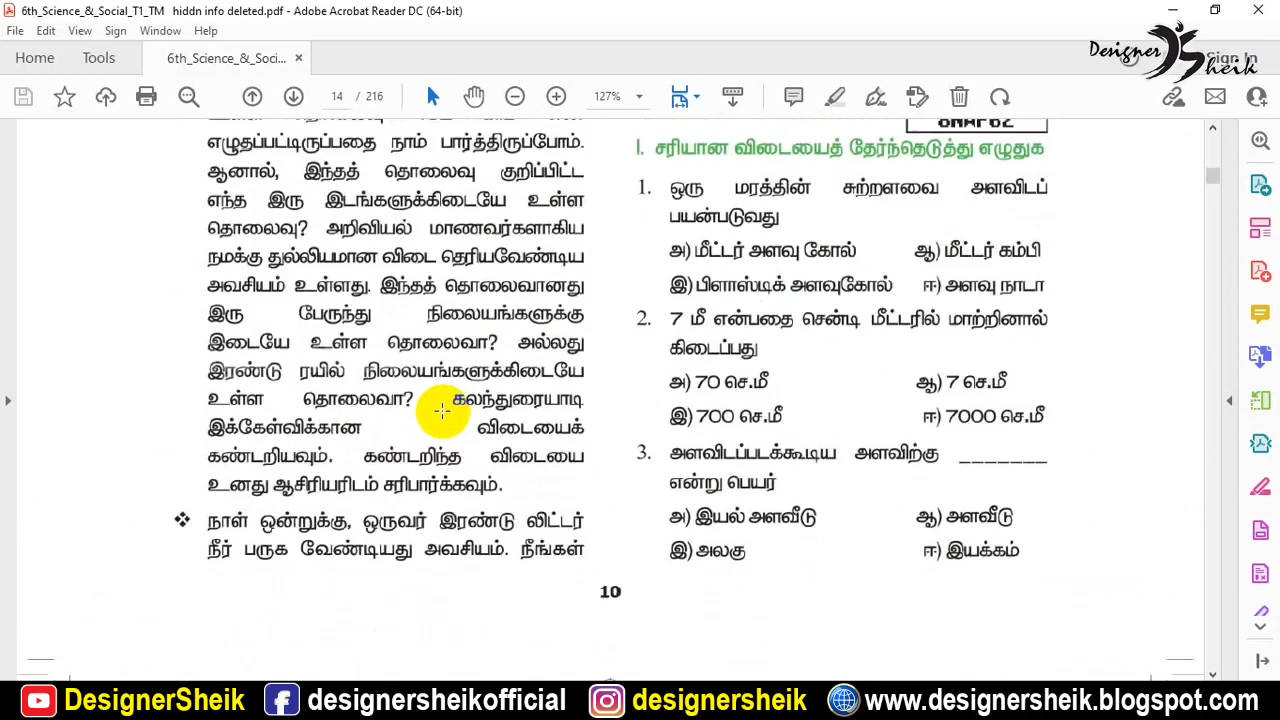 6th_Science_&_Social_T1_TM hiddn info deleted.pdf - Adobe Acrobat Reader DC (64-bit)
File Edit View Sign Window Help
Home Tools 6th_Science_&_Soci... × Sign In
Designer Sheik
14 / 216 127%
எழுதப்பட்டிருப்பதை நாம் பார்த்திருப்போம்.
ஆனால், இந்தத் தொலைவு குறிப்பிட்ட
எந்த இரு இடங்களுக்கிடையே உள்ள
தொலைவு? அறிவியல் மாணவர்களாகிய
நமக்கு துல்லியமான விடை தெரியவேண்டிய
அவசியம் உள்ளது. இந்தத் தொலைவானது
இரு பேருந்து நிலையங்களுக்கு
இடையே உள்ள தொலைவா? அல்லது
இரண்டு ரயில் நிலையங்களுக்கிடையே
உள்ள தொலைவா? கலந்துரையாடி
இக்கேள்விக்கான விடையைக்
கண்டறியவும். கண்டறிந்த விடையை
உனது ஆசிரியரிடம் சரிபார்க்கவும்.
❖ நாள் ஒன்றுக்கு, ஒருவர் இரண்டு லிட்டர்
நீர் பருக வேண்டியது அவசியம். நீங்கள்
I. சரியான விடையைத் தேர்ந்தெடுத்து எழுதுக
1. ஒரு மரத்தின் சுற்றளவை அளவிடப்
பயன்படுவது
அ) மீட்டர் அளவு கோல் ஆ) மீட்டர் கம்பி
இ) பிளாஸ்டிக் அளவுகோல் ஈ) அளவு நாடா
2. 7 மீ என்பதை சென்டி மீட்டரில் மாற்றினால்
கிடைப்பது
அ) 70 செ.மீ ஆ) 7 செ.மீ
இ) 700 செ.மீ ஈ) 7000 செ.மீ
3. அளவிடப்படக்கூடிய அளவிற்கு _______
என்று பெயர்
அ) இயல் அளவீடு ஆ) அளவீடு
இ) அலகு ஈ) இயக்கம்
10
DesignerSheik designersheikofficial designersheik www.designersheik.blogspot.com